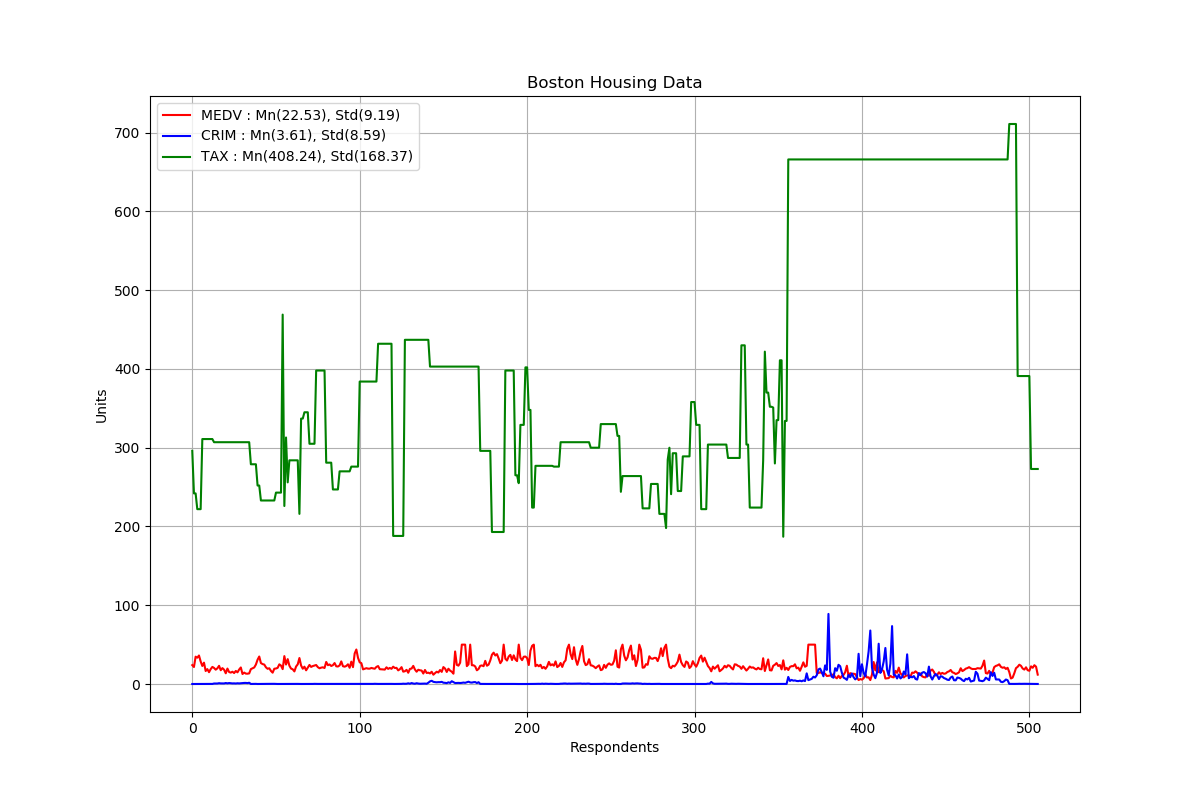 Boston Housing Data
MEDV : Mn(22.53), Std(9.19)
CRIM : Mn(3.61), Std(8.59)
TAX : Mn(408.24), Std(168.37)
700
600
500
400
300
200
100
0
Units
0 100 200 300 400 500
Respondents